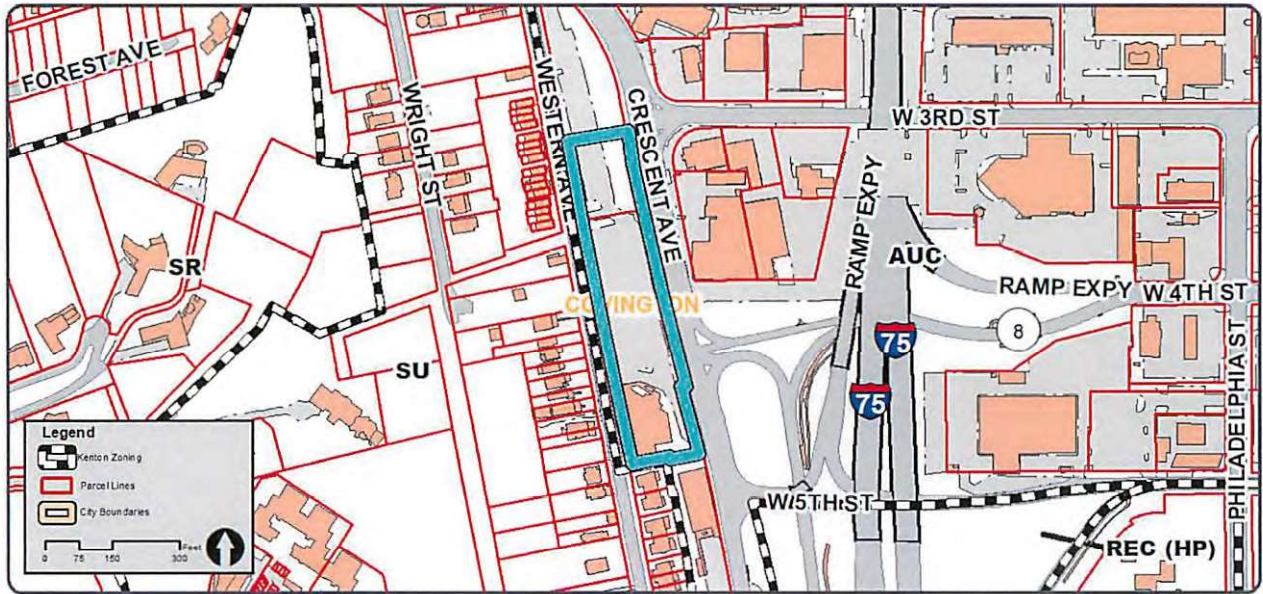 FOREST AVE
WRIGHT ST
WESTERN AVE
CRESCENT AVE
W 3RD ST
RAMP EXPY
AUC
RAMP EXPY
W 4TH ST
8
SR
COVINGTON
75
SU
75
PHILADELPHIA ST
W 5TH ST
REC (HP)
Legend
Kenton Zoning
Parcel Lines
City Boundaries
0 75 150 300 Feet